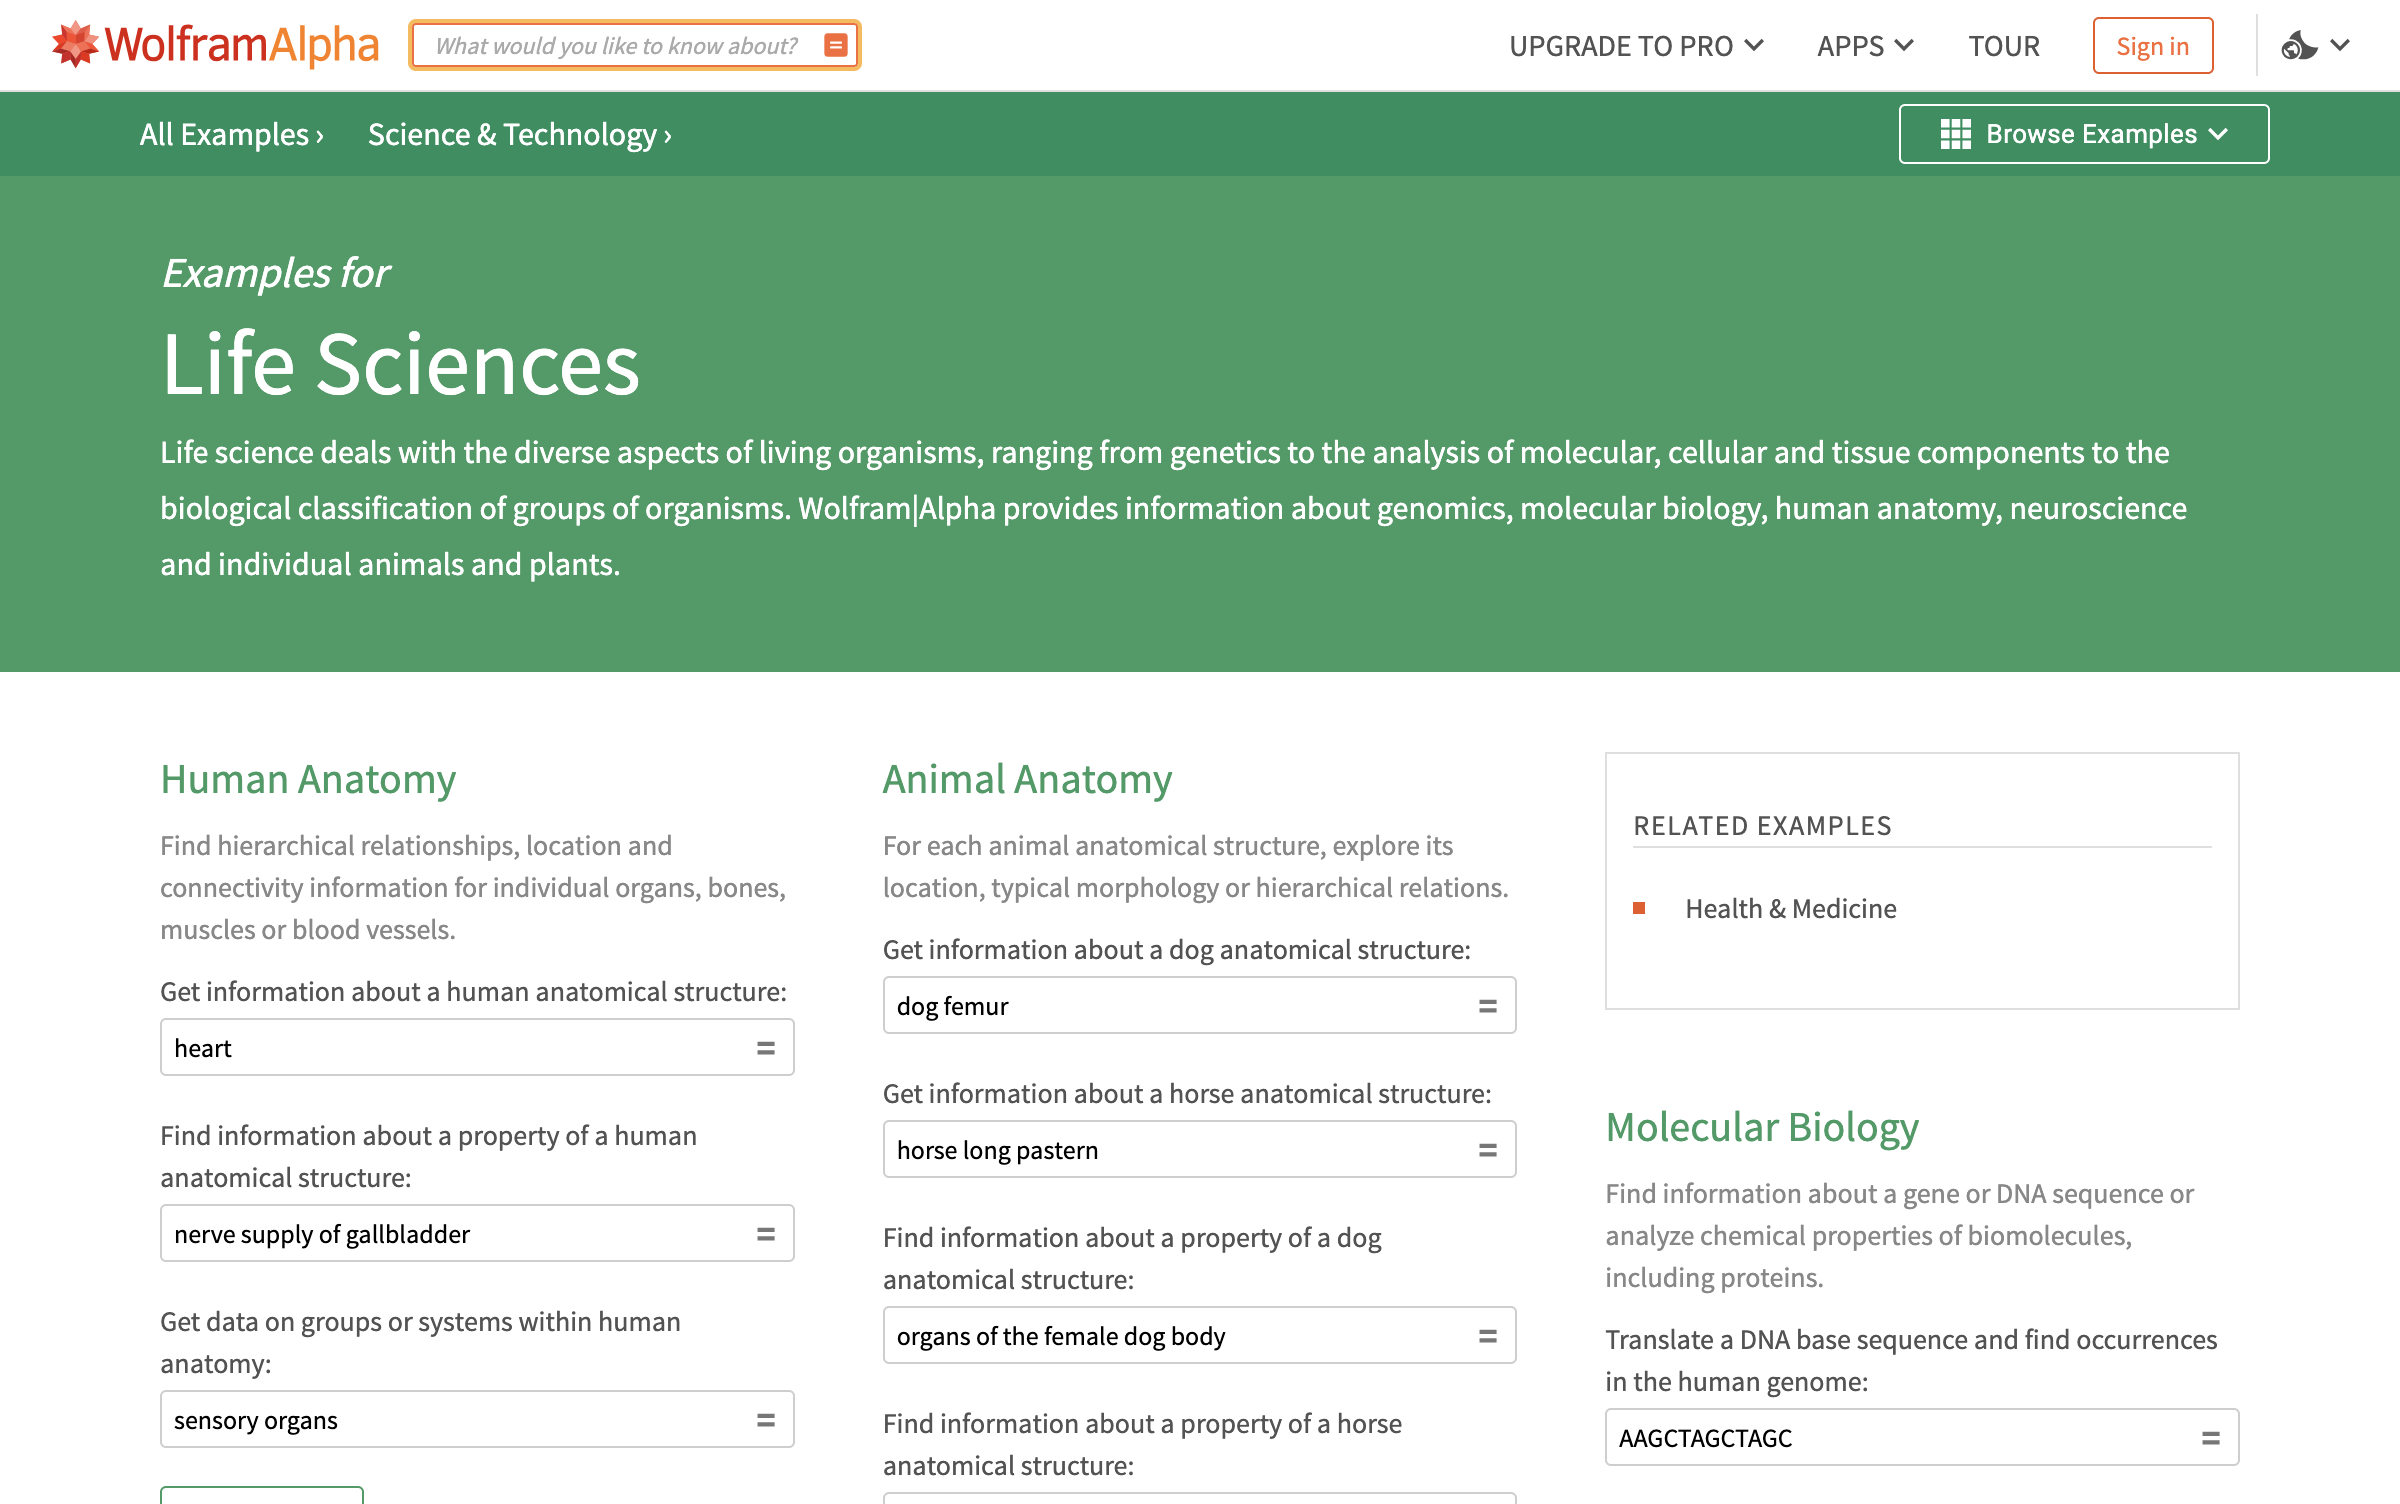 WolframAlpha
What would you like to know about?
UPGRADE TO PRO
APPS
TOUR
Sign in
All Examples ›
Science & Technology ›
Browse Examples
Examples for
Life Sciences
Life science deals with the diverse aspects of living organisms, ranging from genetics to the analysis of molecular, cellular and tissue components to the
biological classification of groups of organisms. Wolfram|Alpha provides information about genomics, molecular biology, human anatomy, neuroscience
and individual animals and plants.
Human Anatomy
Find hierarchical relationships, location and
connectivity information for individual organs, bones,
muscles or blood vessels.
Get information about a human anatomical structure:
heart
Find information about a property of a human
anatomical structure:
nerve supply of gallbladder
Get data on groups or systems within human
anatomy:
sensory organs
Animal Anatomy
For each animal anatomical structure, explore its
location, typical morphology or hierarchical relations.
Get information about a dog anatomical structure:
dog femur
Get information about a horse anatomical structure:
horse long pastern
Find information about a property of a dog
anatomical structure:
organs of the female dog body
Find information about a property of a horse
anatomical structure:
RELATED EXAMPLES
Health & Medicine
Molecular Biology
Find information about a gene or DNA sequence or
analyze chemical properties of biomolecules,
including proteins.
Translate a DNA base sequence and find occurrences
in the human genome:
AAGCTAGCTAGC